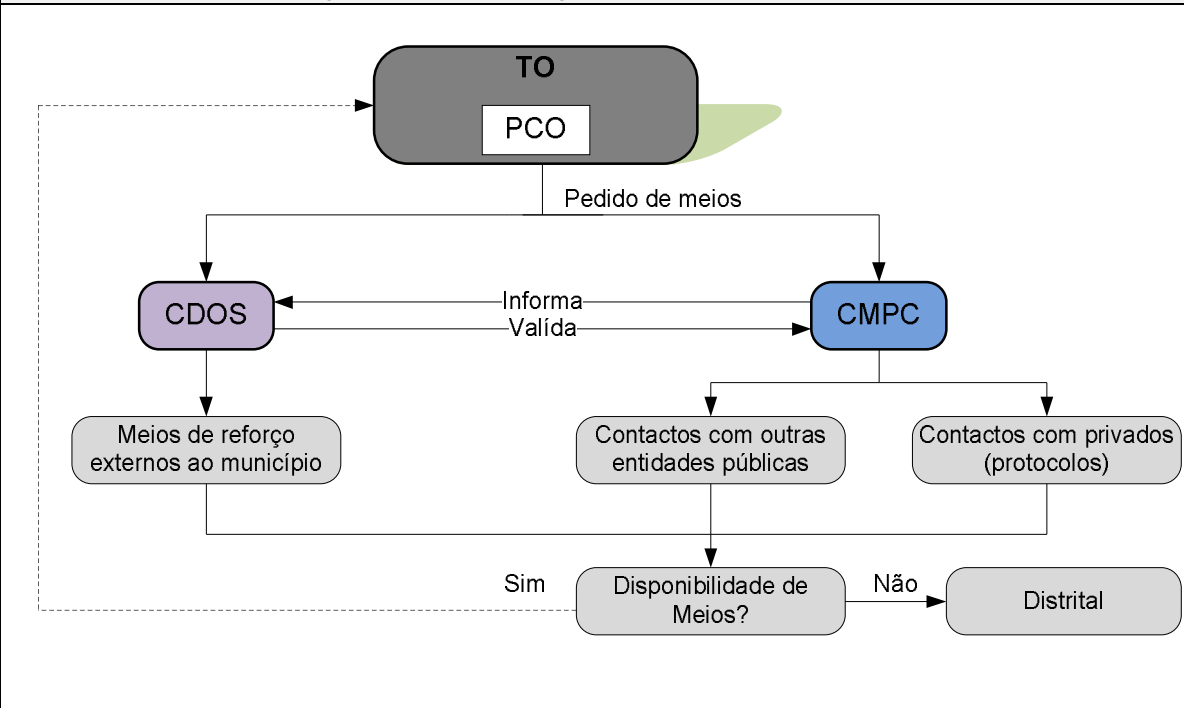 TO
PCO
Pedido de meios
CDOS
Informa
Valída
CMPC
Meios de reforço
externos ao município
Contactos com outras
entidades públicas
Contactos com privados
(protocolos)
Sim
Disponibilidade de
Meios?
Não
Distrital